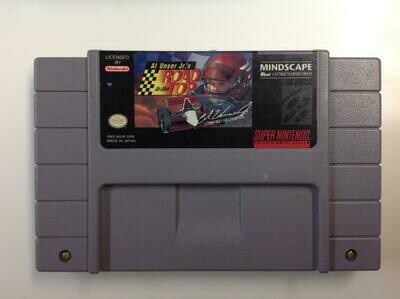 LICENSED BY
Nintendo
Al Unser Jr.'s
ROAD
to the
TOP
MINDSCAPE
SUPER NINTENDO
ENTERTAINMENT SYSTEM
MADE IN JAPAN